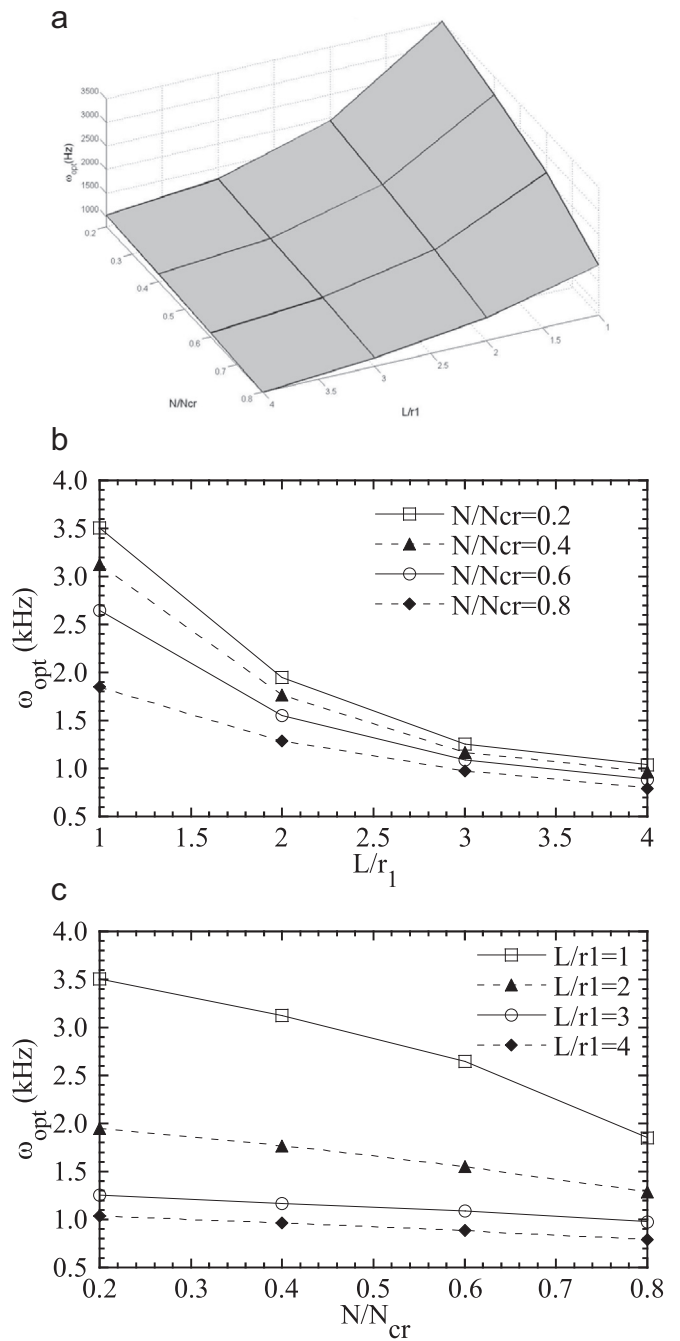 a
3500
3000
2500
2000
1500
1000
ωopt(Hz)
0.2
0.3
0.4
0.5
0.6
0.7
0.8
N/Ncr
4
3.5
3
2.5
2
1.5
1
L/r1
b
4.0
3.5
3.0
2.5
2.0
1.5
1.0
0.5
ωopt (kHz)
N/Ncr=0.2
N/Ncr=0.4
N/Ncr=0.6
N/Ncr=0.8
1 1.5 2 2.5 3 3.5 4
L/r1
c
4.0
3.5
3.0
2.5
2.0
1.5
1.0
0.5
ωopt (kHz)
L/r1=1
L/r1=2
L/r1=3
L/r1=4
0.2 0.3 0.4 0.5 0.6 0.7 0.8
N/Ncr